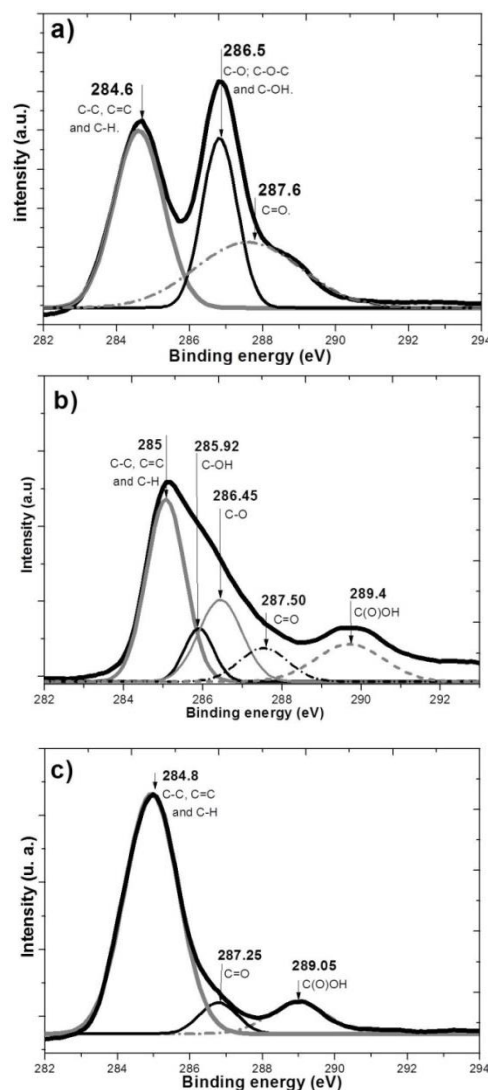 a)
286.5
C-O; C-O-C
and C-OH.
284.6
C-C, C=C
and C-H.
287.6
C=O.
intensity (a.u.)
282 284 286 288 290 292 294
Binding energy (eV)
b)
285
C-C, C=C
and C-H
285.92
C-OH
286.45
C-O
287.50
C=O
289.4
C(O)OH
Intensity (a.u)
282 284 286 288 290 292
Binding energy (eV)
c)
284.8
C-C, C=C
and C-H
287.25
C=O
289.05
C(O)OH
Intensity (u. a.)
282 284 286 288 290 292 294
Binding energy (eV)